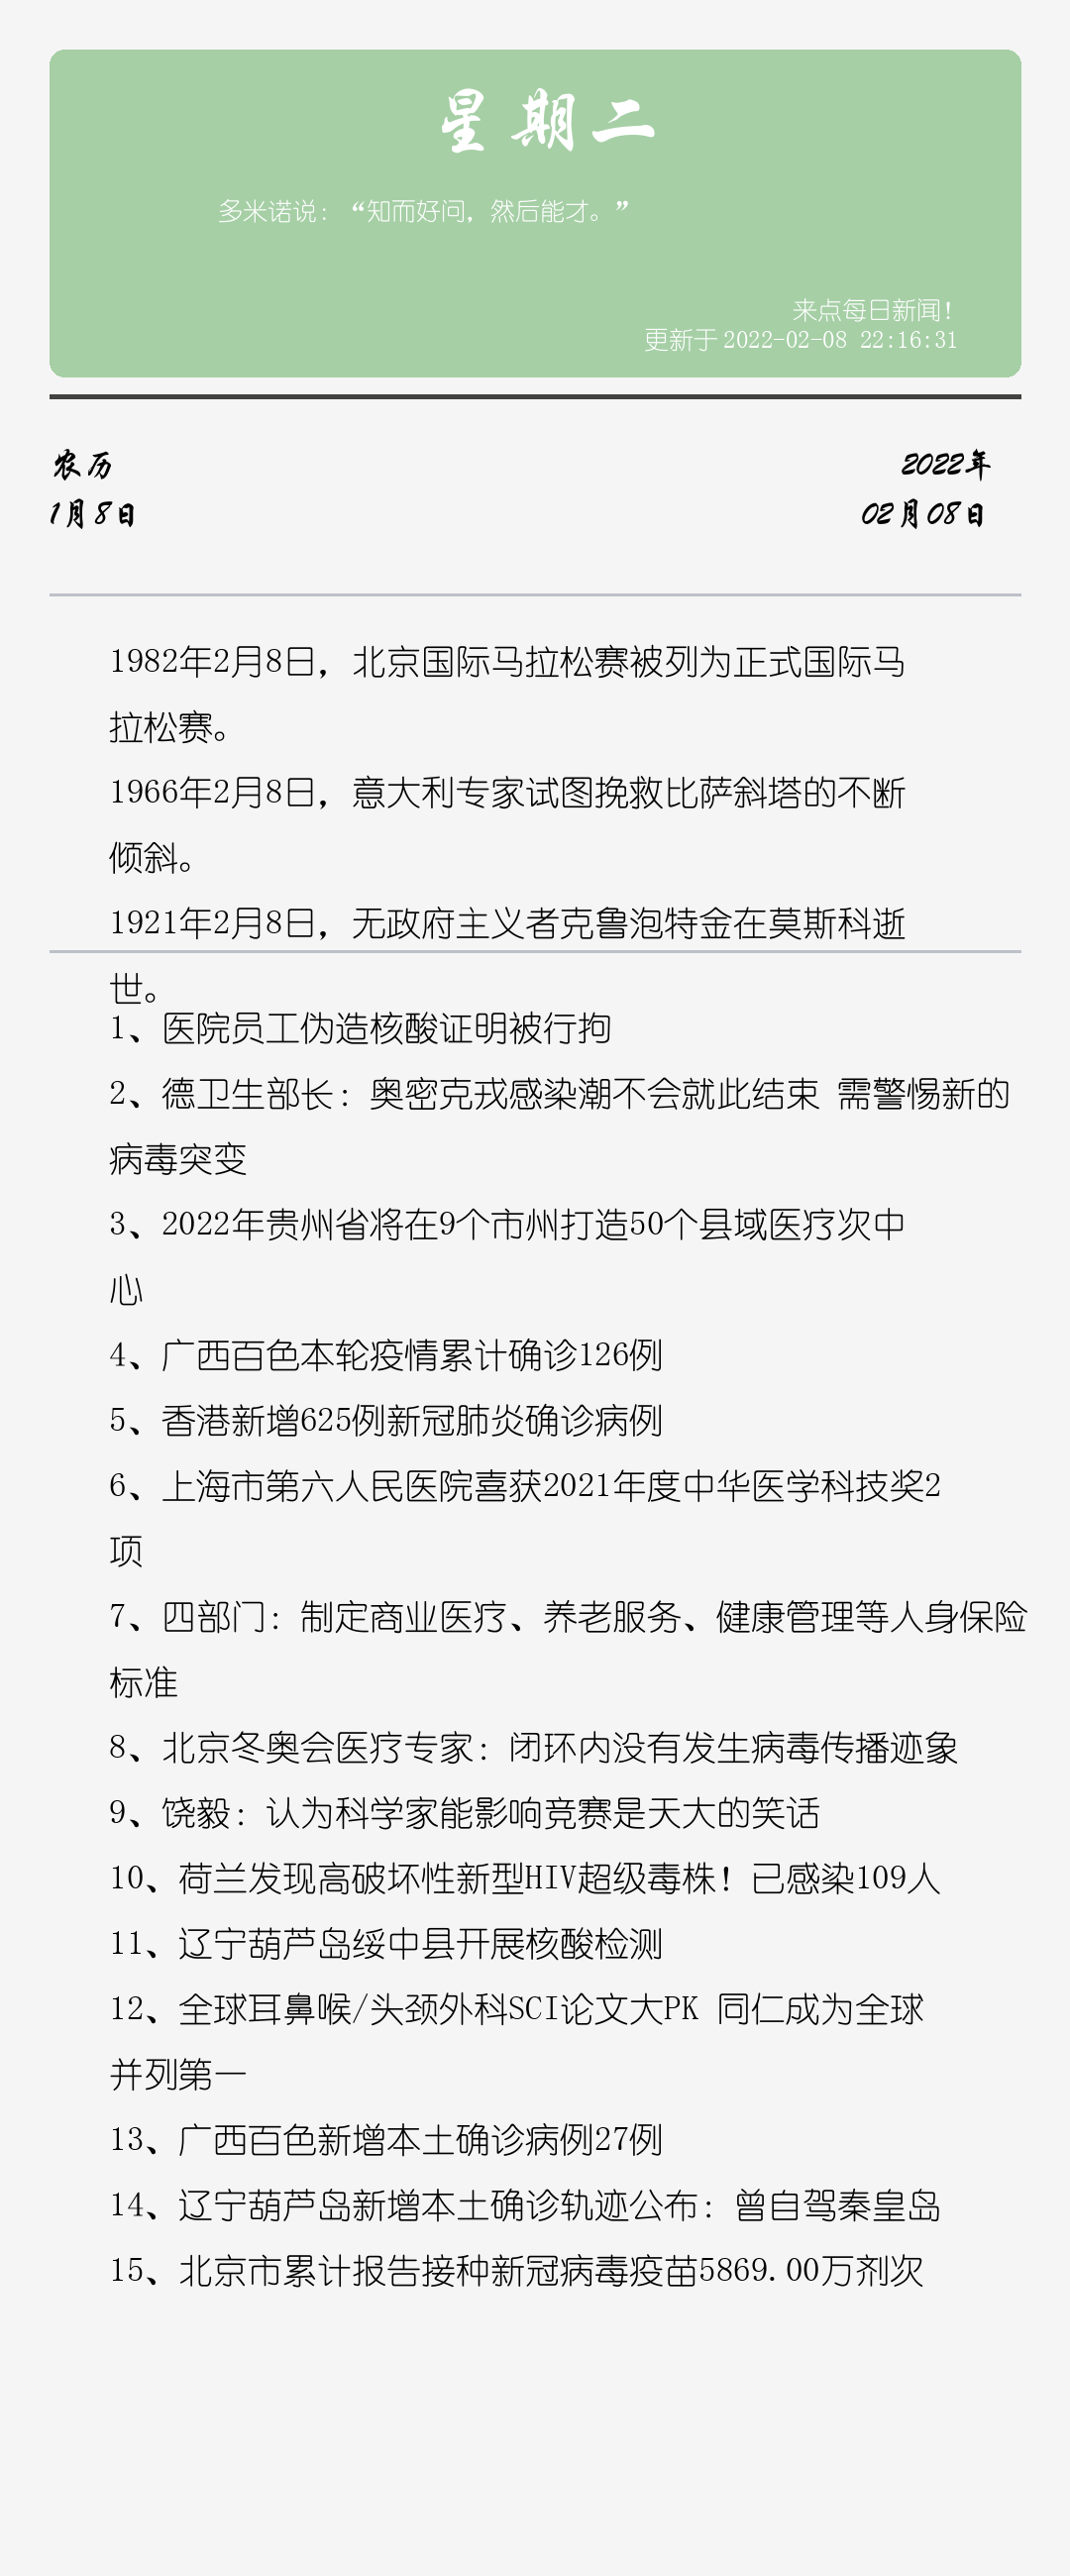 星期二
多米诺说：“知而好问，然后能才。”
来点每日新闻！
更新于2022-02-08 22:16:31
农历
1月8日
2022年
02月08日
1982年2月8日，北京国际马拉松赛被列为正式国际马
拉松赛。
1966年2月8日，意大利专家试图挽救比萨斜塔的不断
倾斜。
1921年2月8日，无政府主义者克鲁泡特金在莫斯科逝
世。
1、医院员工伪造核酸证明被行拘
2、德卫生部长：奥密克戎感染潮不会就此结束 需警惕新的
病毒突变
3、2022年贵州省将在9个市州打造50个县域医疗次中
心
4、广西百色本轮疫情累计确诊126例
5、香港新增625例新冠肺炎确诊病例
6、上海市第六人民医院喜获2021年度中华医学科技奖2
项
7、四部门：制定商业医疗、养老服务、健康管理等人身保险
标准
8、北京冬奥会医疗专家：闭环内没有发生病毒传播迹象
9、饶毅：认为科学家能影响竞赛是天大的笑话
10、荷兰发现高破坏性新型HIV超级毒株！已感染109人
11、辽宁葫芦岛绥中县开展核酸检测
12、全球耳鼻喉/头颈外科SCI论文大PK 同仁成为全球
并列第一
13、广西百色新增本土确诊病例27例
14、辽宁葫芦岛新增本土确诊轨迹公布：曾自驾秦皇岛
15、北京市累计报告接种新冠病毒疫苗5869.00万剂次